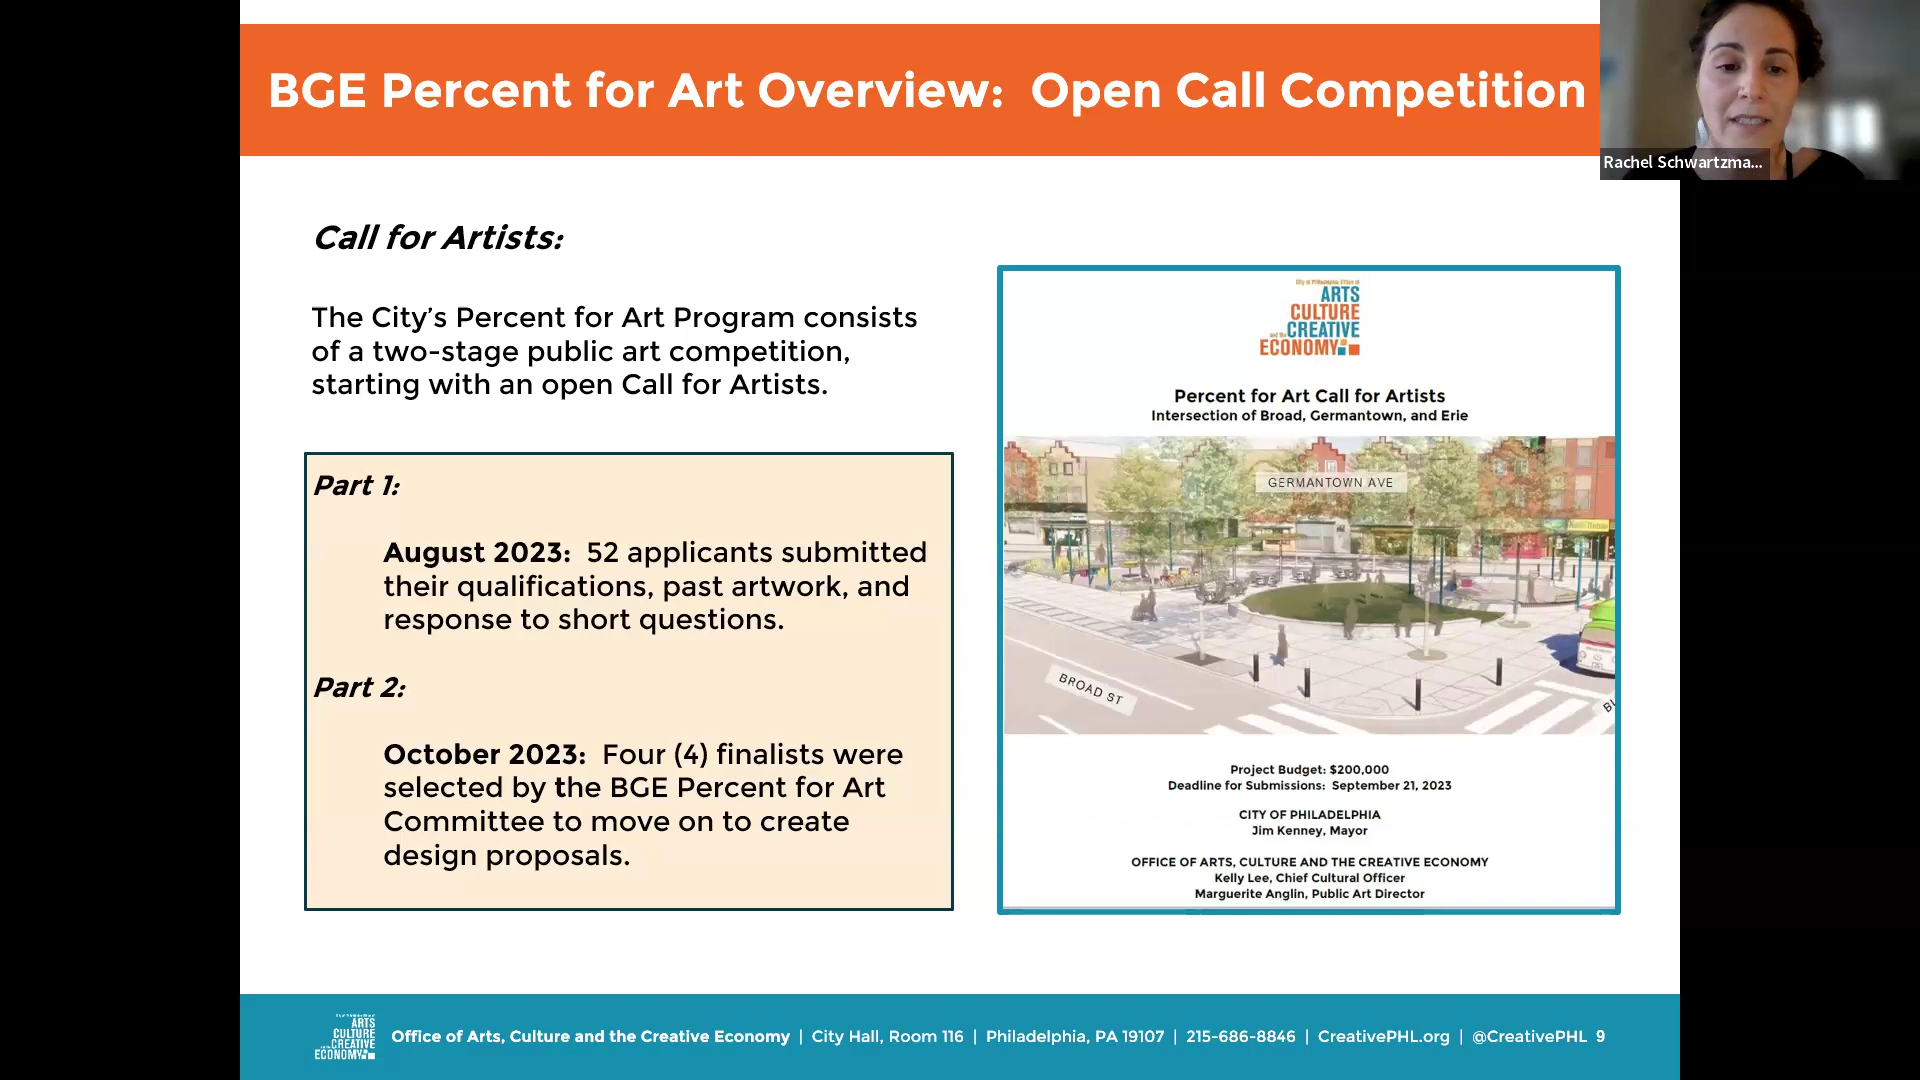 BGE Percent for Art Overview: Open Call Competition
Rachel Schwartzma...
Call for Artists:
The City's Percent for Art Program consists
of a two-stage public art competition,
starting with an open Call for Artists.
Part 1:
August 2023: 52 applicants submitted
their qualifications, past artwork, and
response to short questions.
Part 2:
October 2023: Four (4) finalists were
selected by the BGE Percent for Art
Committee to move on to create
design proposals.
City of Philadelphia Office of
ARTS
CULTURE
and the CREATIVE
ECONOMY
Percent for Art Call for Artists
Intersection of Broad, Germantown, and Erie
GERMANTOWN AVE
BROAD ST
Project Budget: $200,000
Deadline for Submissions: September 21, 2023
CITY OF PHILADELPHIA
Jim Kenney, Mayor
OFFICE OF ARTS, CULTURE AND THE CREATIVE ECONOMY
Kelly Lee, Chief Cultural Officer
Marguerite Anglin, Public Art Director
ARTS
CULTURE
CREATIVE
ECONOMY
Office of Arts, Culture and the Creative Economy | City Hall, Room 116 | Philadelphia, PA 19107 | 215-686-8846 | CreativePHL.org | @CreativePHL 9